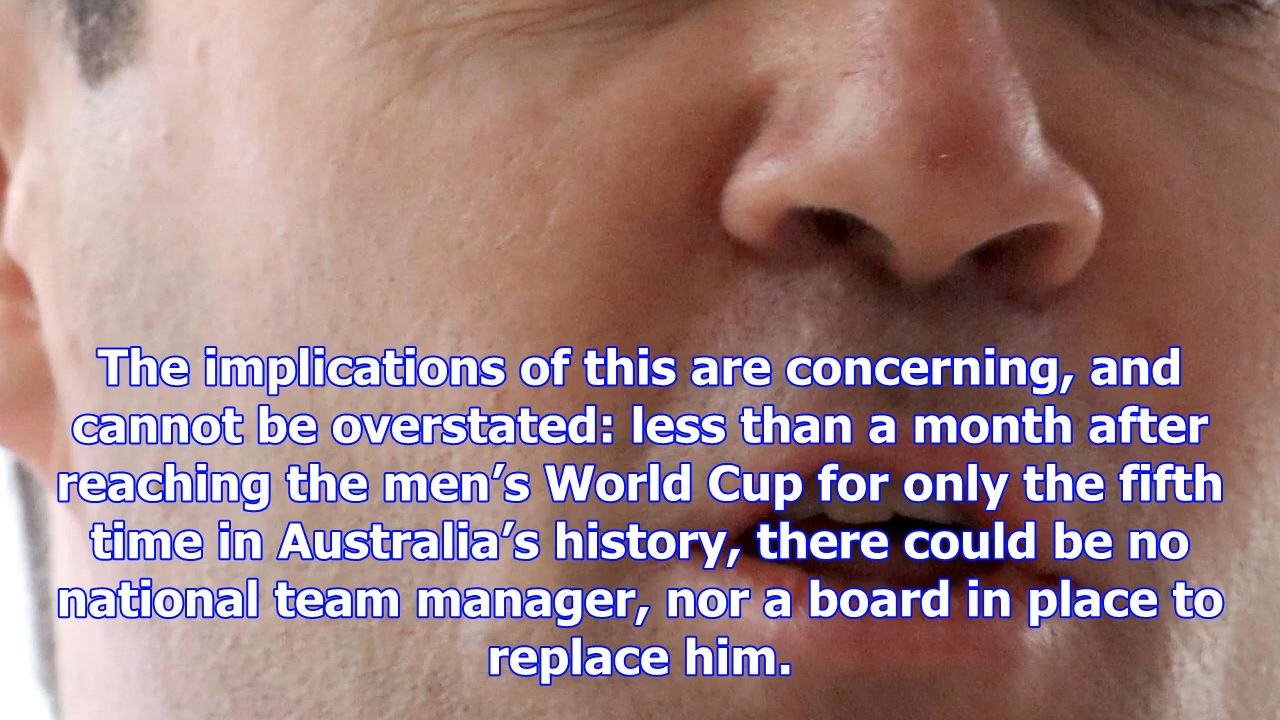 The implications of this are concerning, and
cannot be overstated: less than a month after
reaching the men’s World Cup for only the fifth
time in Australia’s history, there could be no
national team manager, nor a board in place to
replace him.